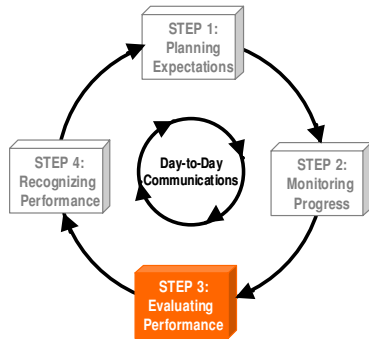 STEP 1:
Planning
Expectations
STEP 2:
Monitoring
Progress
STEP 3:
Evaluating
Performance
STEP 4:
Recognizing
Performance
Day-to-Day
Communications